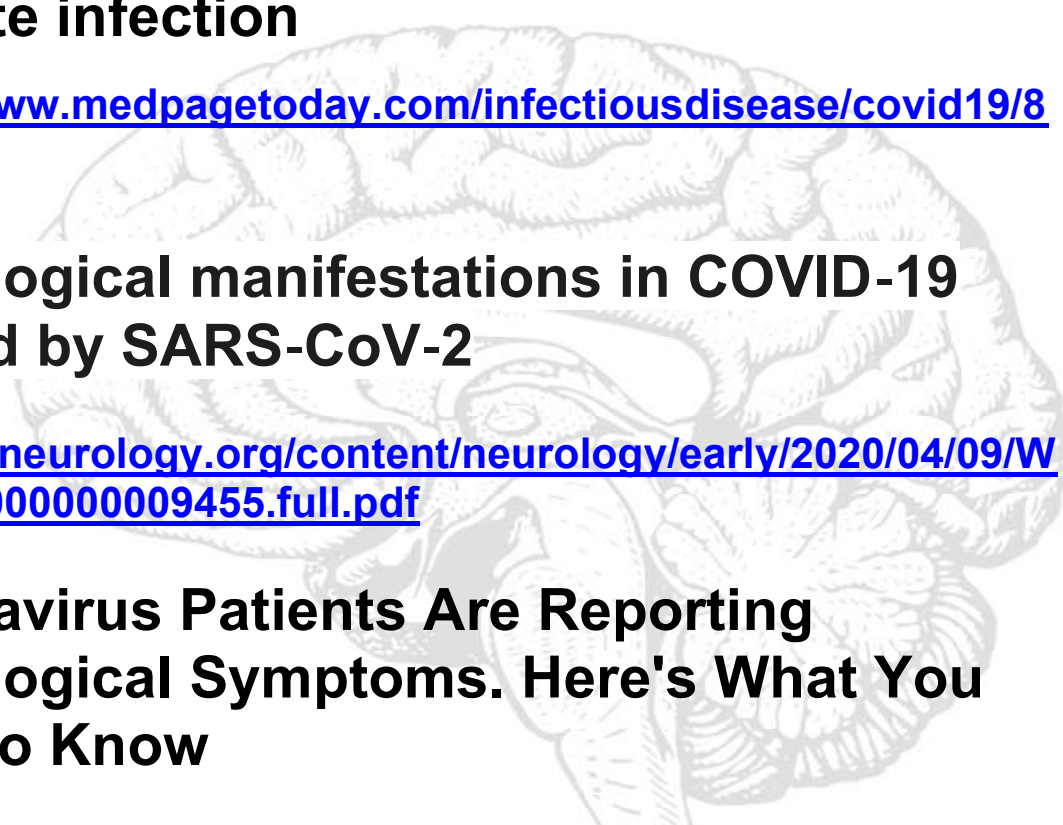 te infection
ww.medpagetoday.com/infectiousdisease/covid19/8
ogical manifestations in COVID-19
d by SARS-CoV-2
neurology.org/content/neurology/early/2020/04/09/W
000000009455.full.pdf
avirus Patients Are Reporting
ogical Symptoms. Here's What You
o Know